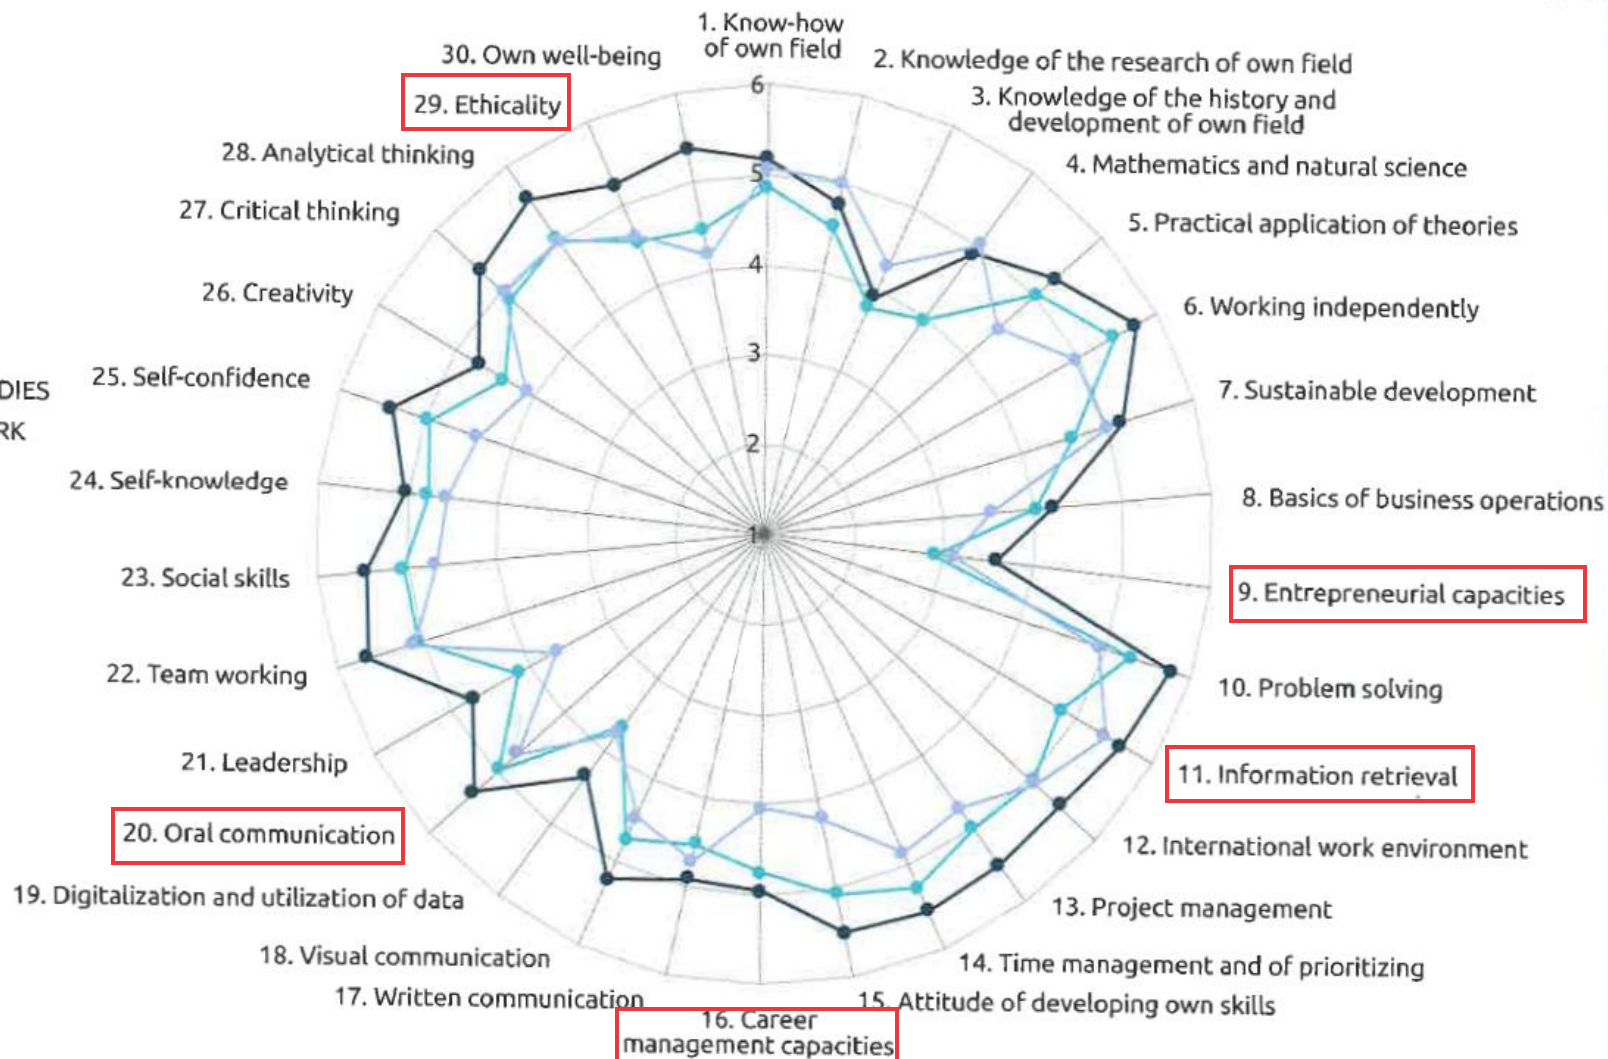 1. Know-how
of own field
2. Knowledge of the research of own field
3. Knowledge of the history and
development of own field
4. Mathematics and natural science
5. Practical application of theories
6. Working independently
7. Sustainable development
8. Basics of business operations
9. Entrepreneurial capacities
10. Problem solving
11. Information retrieval
12. International work environment
13. Project management
14. Time management and of prioritizing
15. Attitude of developing own skills
16. Career
management capacities
17. Written communication
18. Visual communication
19. Digitalization and utilization of data
20. Oral communication
21. Leadership
22. Team working
23. Social skills
24. Self-knowledge
25. Self-confidence
26. Creativity
27. Critical thinking
28. Analytical thinking
29. Ethicality
30. Own well-being
6
5
4
3
2
1
DIES
RK